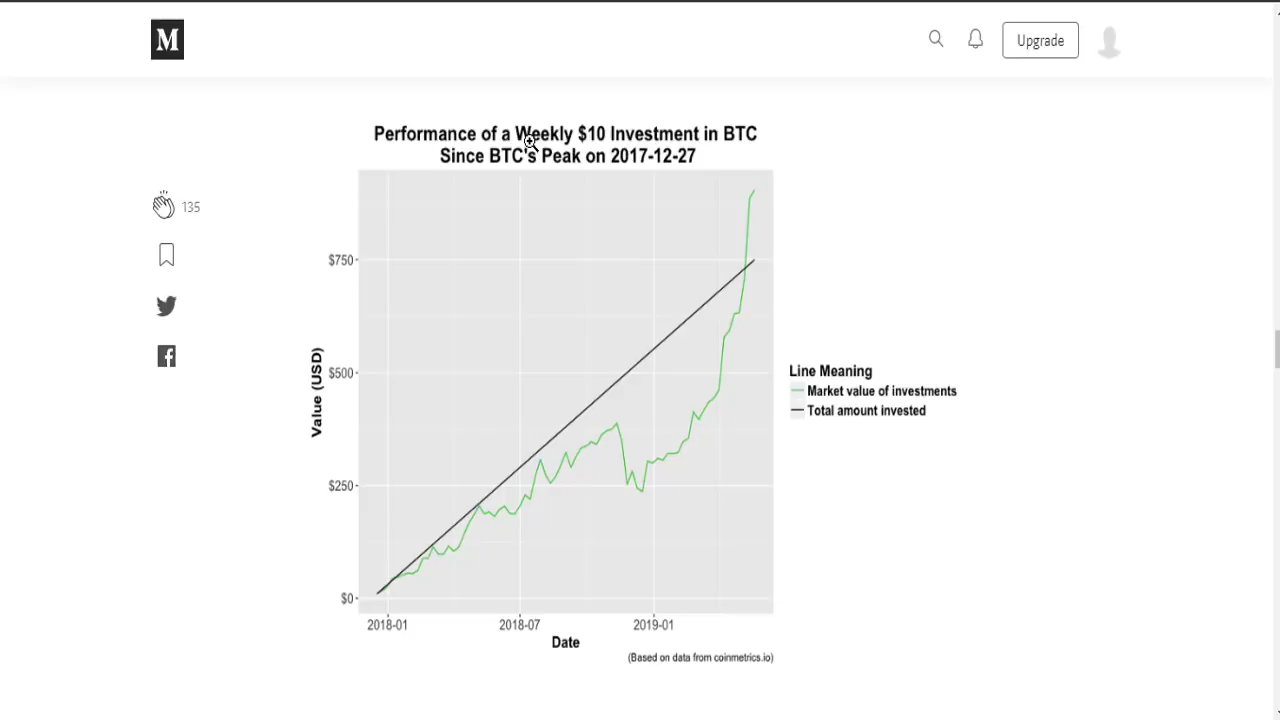 M
Upgrade
Performance of a Weekly $10 Investment in BTC
Since BTC's Peak on 2017-12-27
135
$750
$500
$250
$0
Value (USD)
2018-01
2018-07
2019-01
Date
(Based on data from coinmetrics.io)
Line Meaning
Market value of investments
Total amount invested